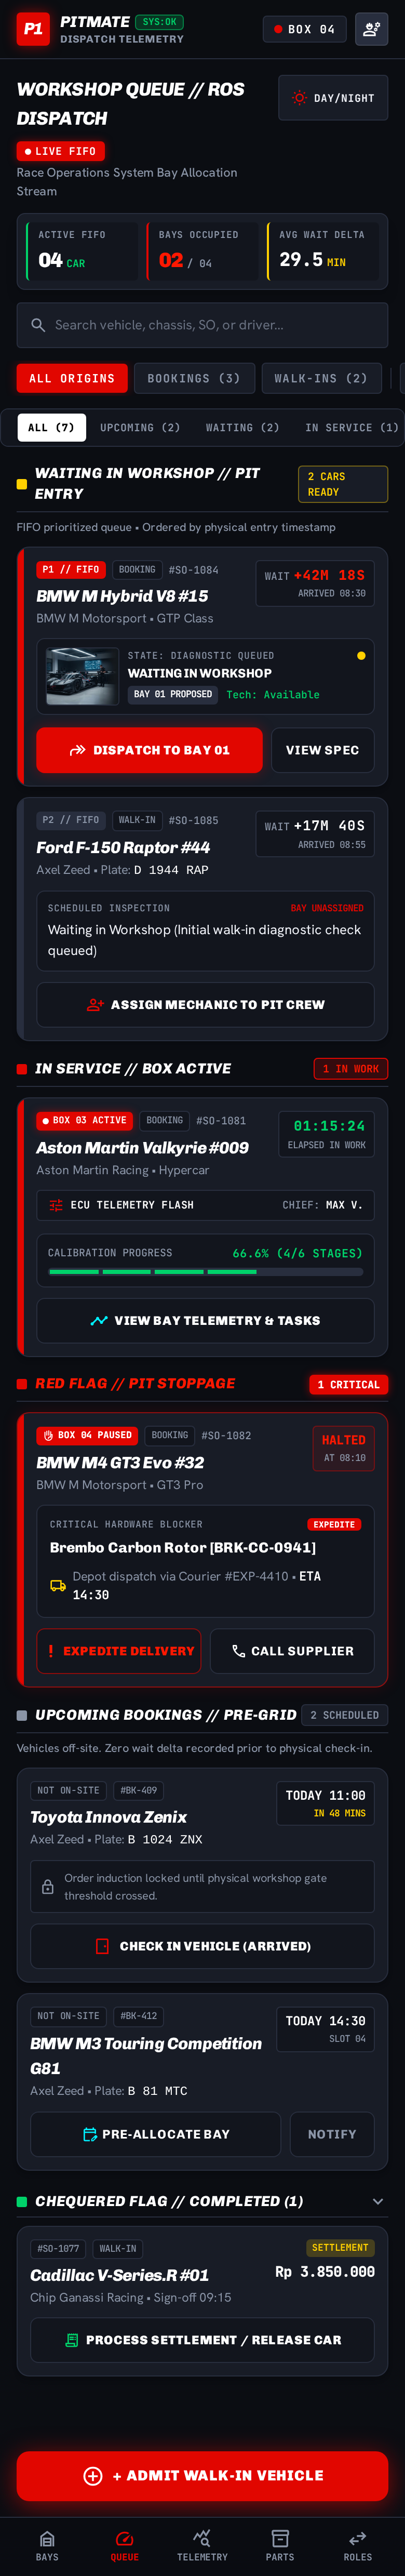 P1
PITMATE SYS:OK
DISPATCH TELEMETRY
BOX 04
WORKSHOP QUEUE // ROS
DISPATCH
DAY/NIGHT
LIVE FIFO
Race Operations System Bay Allocation
Stream
ACTIVE FIFO
04 CAR
BAYS OCCUPIED
02 / 04
AVG WAIT DELTA
29.5 MIN
Search vehicle, chassis, SO, or driver...
ALL ORIGINS BOOKINGS (3) WALK-INS (2)
ALL (7) UPCOMING (2) WAITING (2) IN SERVICE (1)
WAITING IN WORKSHOP // PIT
ENTRY
2 CARS
READY
FIFO prioritized queue • Ordered by physical entry timestamp
P1 // FIFO BOOKING #SO-1084
WAIT +42M 18S
ARRIVED 08:30
BMW M Hybrid V8 #15
BMW M Motorsport • GTP Class
STATE: DIAGNOSTIC QUEUED
WAITING IN WORKSHOP
BAY 01 PROPOSED Tech: Available
DISPATCH TO BAY 01
VIEW SPEC
P2 // FIFO WALK-IN #SO-1085
WAIT +17M 40S
ARRIVED 08:55
Ford F-150 Raptor #44
Axel Zeed • Plate: D 1944 RAP
SCHEDULED INSPECTION BAY UNASSIGNED
Waiting in Workshop (Initial walk-in diagnostic check
queued)
ASSIGN MECHANIC TO PIT CREW
IN SERVICE // BOX ACTIVE
1 IN WORK
BOX 03 ACTIVE BOOKING #SO-1081
01:15:24
ELAPSED IN WORK
Aston Martin Valkyrie #009
Aston Martin Racing • Hypercar
ECU TELEMETRY FLASH CHIEF: MAX V.
CALIBRATION PROGRESS 66.6% (4/6 STAGES)
VIEW BAY TELEMETRY & TASKS
RED FLAG // PIT STOPPAGE
1 CRITICAL
BOX 04 PAUSED BOOKING #SO-1082
HALTED
AT 08:10
BMW M4 GT3 Evo #32
BMW M Motorsport • GT3 Pro
CRITICAL HARDWARE BLOCKER EXPEDITE
Brembo Carbon Rotor [BRK-CC-0941]
Depot dispatch via Courier #EXP-4410 • ETA
14:30
EXPEDITE DELIVERY
CALL SUPPLIER
UPCOMING BOOKINGS // PRE-GRID
2 SCHEDULED
Vehicles off-site. Zero wait delta recorded prior to physical check-in.
NOT ON-SITE #BK-409
TODAY 11:00
IN 48 MINS
Toyota Innova Zenix
Axel Zeed • Plate: B 1024 ZNX
Order induction locked until physical workshop gate
threshold crossed.
CHECK IN VEHICLE (ARRIVED)
NOT ON-SITE #BK-412
TODAY 14:30
SLOT 04
BMW M3 Touring Competition
G81
Axel Zeed • Plate: B 81 MTC
PRE-ALLOCATE BAY
NOTIFY
CHEQUERED FLAG // COMPLETED (1)
#SO-1077 WALK-IN
SETTLEMENT
Cadillac V-Series.R #01
Rp 3.850.000
Chip Ganassi Racing • Sign-off 09:15
PROCESS SETTLEMENT / RELEASE CAR
+ ADMIT WALK-IN VEHICLE
BAYS QUEUE TELEMETRY PARTS ROLES